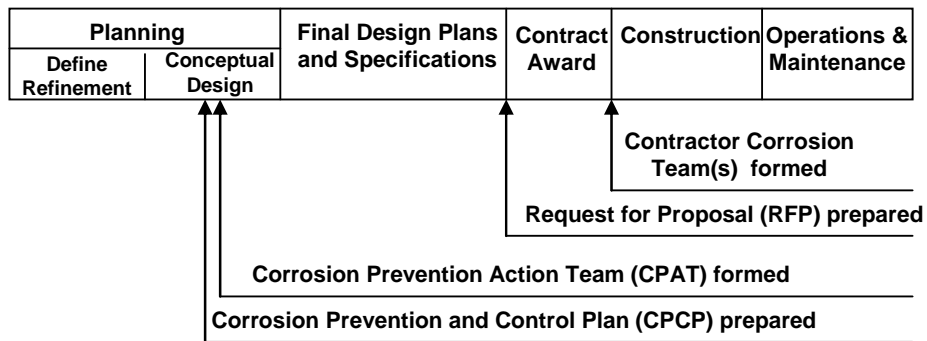 Planning
Define
Refinement
Conceptual
Design
Final Design Plans
and Specifications
Contract
Award
Construction
Operations &
Maintenance
Contractor Corrosion
Team(s) formed
Request for Proposal (RFP) prepared
Corrosion Prevention Action Team (CPAT) formed
Corrosion Prevention and Control Plan (CPCP) prepared